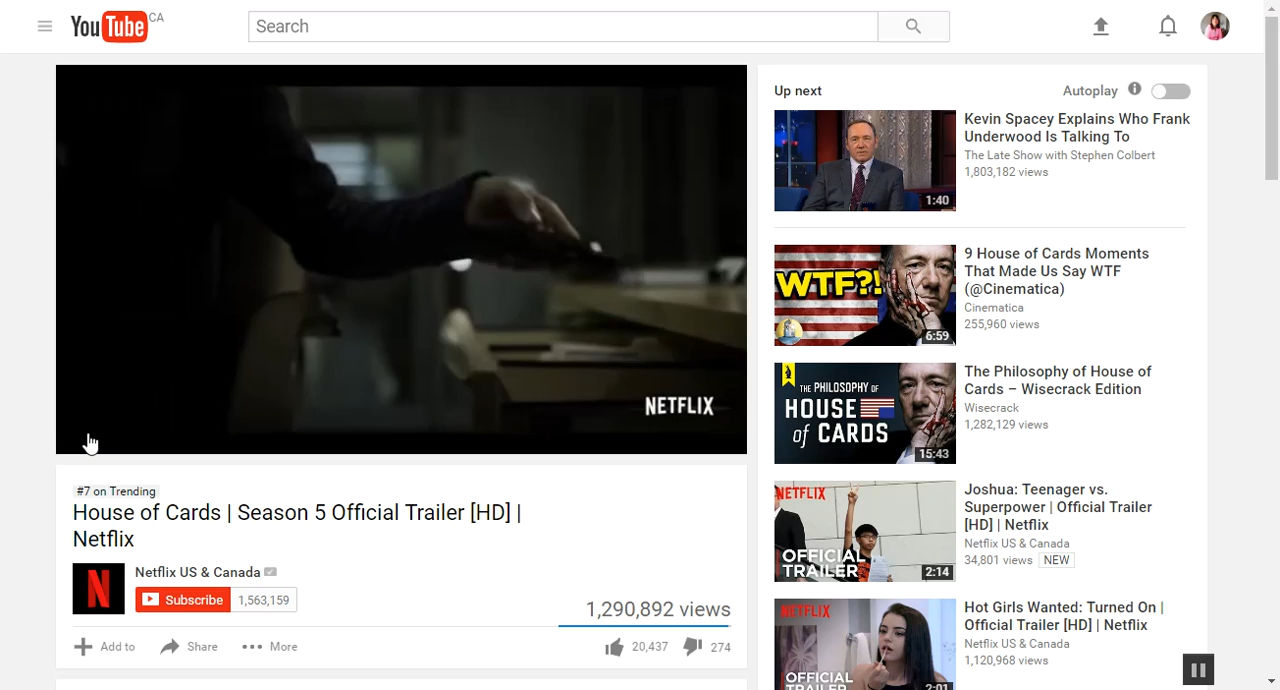 YouTube CA
Search
NETFLIX
#7 on Trending
House of Cards | Season 5 Official Trailer [HD] |
Netflix
N
Netflix US & Canada
Subscribe 1,563,159
1,290,892 views
Add to Share More
20,437 274
Up next
Autoplay
1:40
Kevin Spacey Explains Who Frank
Underwood Is Talking To
The Late Show with Stephen Colbert
1,803,182 views
WTF?!
6:59
9 House of Cards Moments
That Made Us Say WTF
(@Cinematica)
Cinematica
255,960 views
THE PHILOSOPHY OF
HOUSE
of CARDS
15:43
The Philosophy of House of
Cards – Wisecrack Edition
Wisecrack
1,282,129 views
NETFLIX
OFFICIAL
TRAILER
2:14
Joshua: Teenager vs.
Superpower | Official Trailer
[HD] | Netflix
Netflix US & Canada
34,801 views NEW
NETFLIX
OFFICIAL
TRAILER
2:01
Hot Girls Wanted: Turned On |
Official Trailer [HD] | Netflix
Netflix US & Canada
1,120,968 views